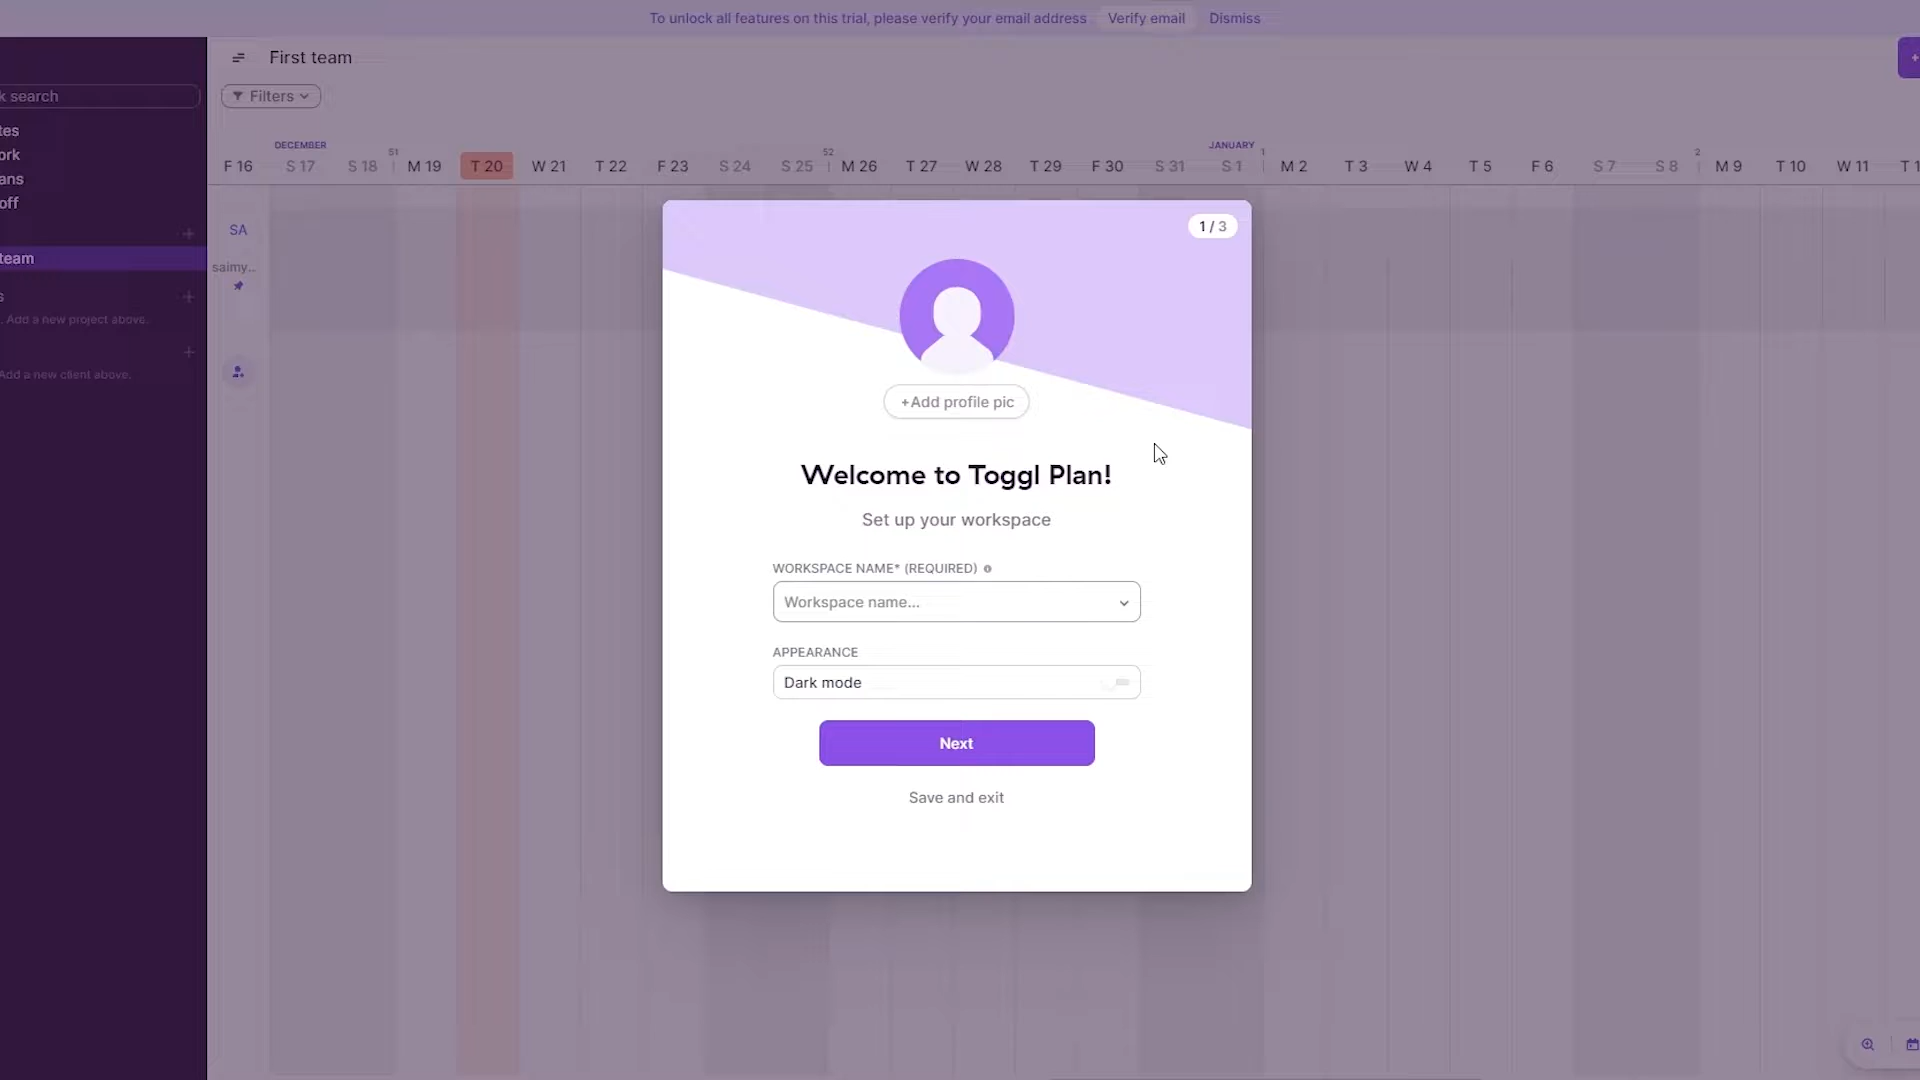 To unlock all features on this trial, please verify your email address Verify email Dismiss
First team
k search
Filters
tes
ork
ans
off
team
s
. Add a new project above.
Add a new client above.
DECEMBER JANUARY
51 52 1 2
F 16 S 17 S 18 M 19 T 20 W 21 T 22 F 23 S 24 S 25 M 26 T 27 W 28 T 29 F 30 S 31 S 1 M 2 T 3 W 4 T 5 F 6 S 7 S 8 M 9 T 10 W 11 T 1
SA
saimy...
1 / 3
+Add profile pic
Welcome to Toggl Plan!
Set up your workspace
WORKSPACE NAME* (REQUIRED)
Workspace name...
APPEARANCE
Dark mode
Next
Save and exit